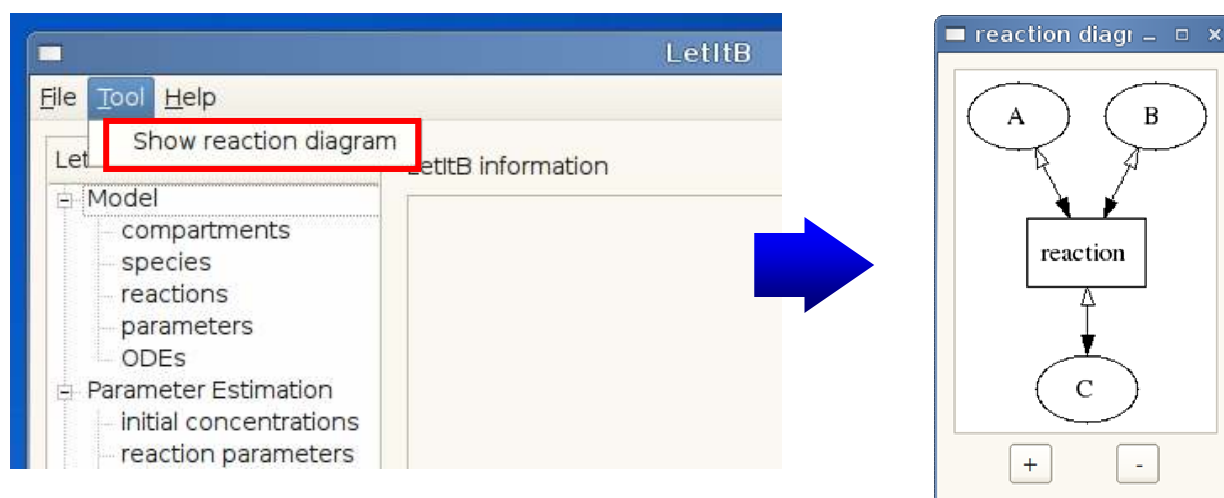 LetItB
File Tool Help
Show reaction diagram
Let
LetItB information
Model
compartments
species
reactions
parameters
ODEs
Parameter Estimation
initial concentrations
reaction parameters
reaction diagr
A B
reaction
C
+ -